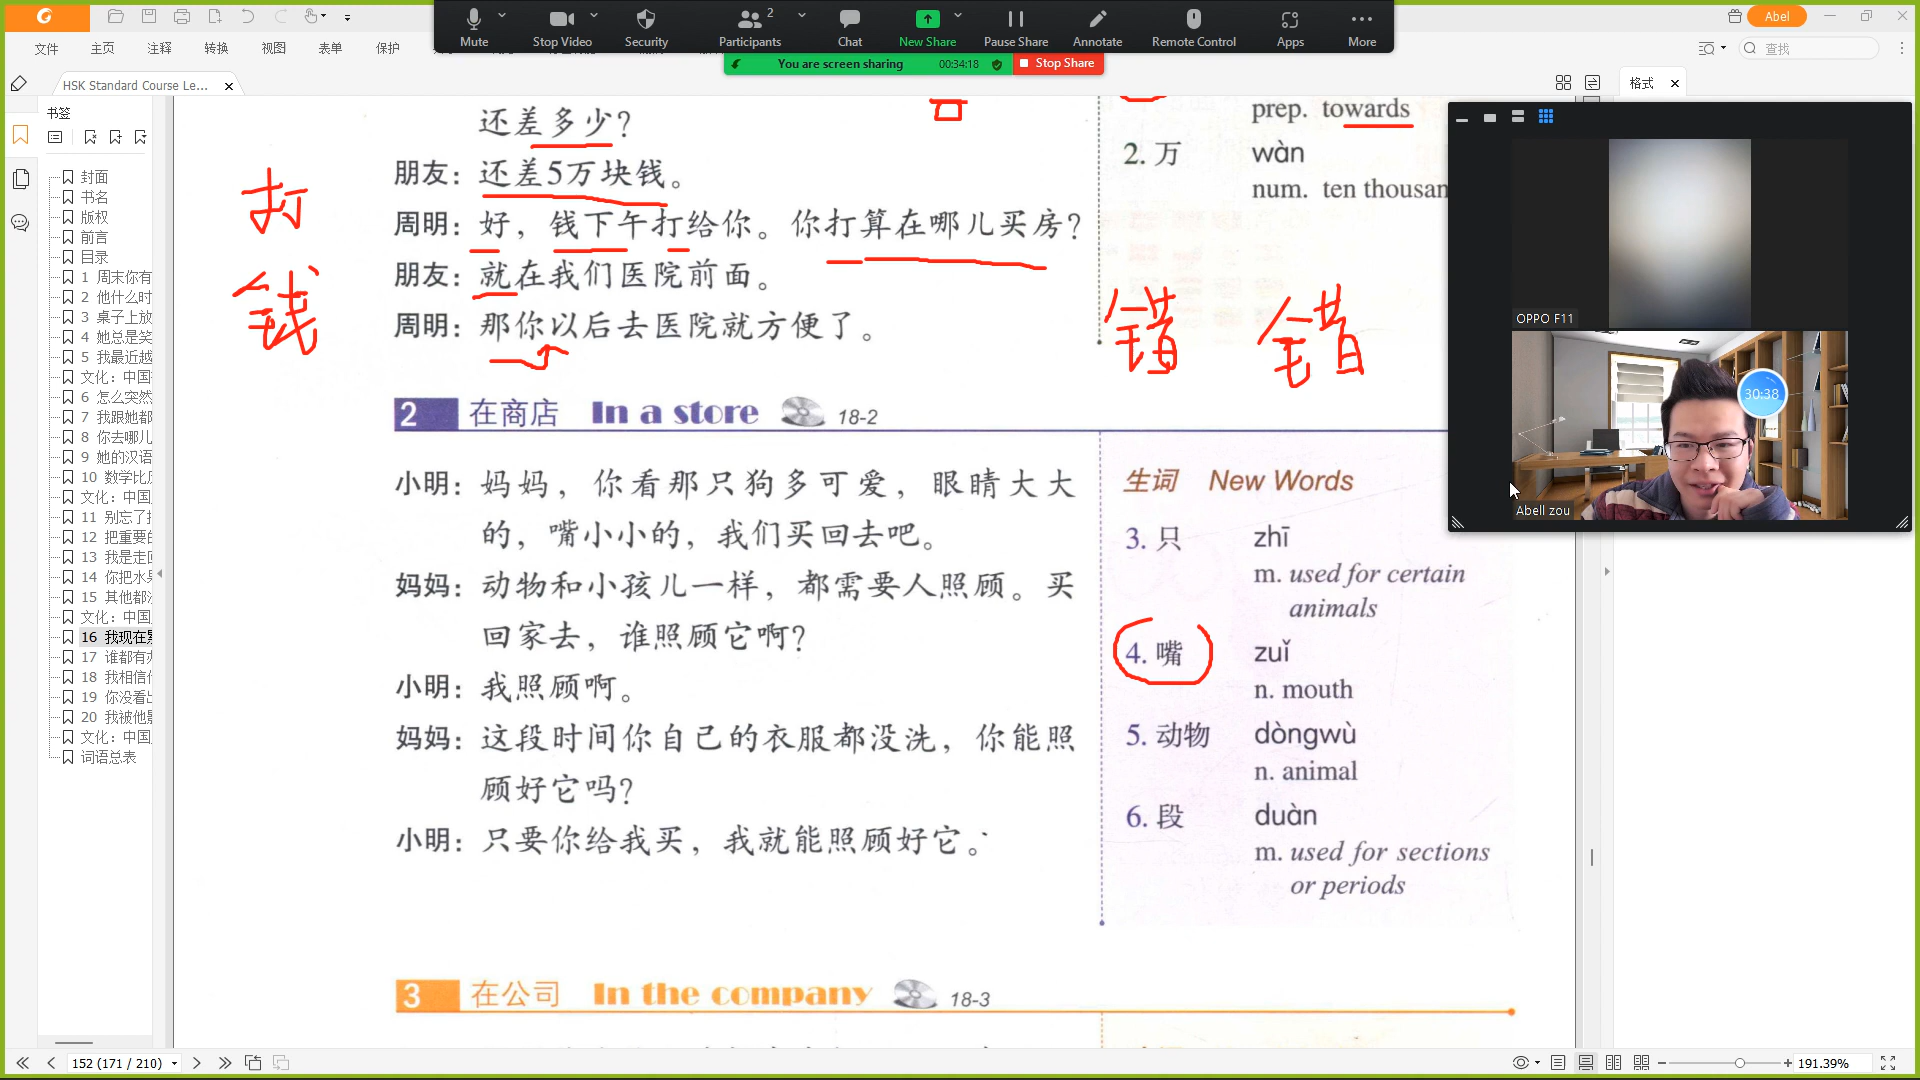 Abel
文件 主页 注释 转换 视图 表单 保护
查找
Mute Stop Video Security Participants 2 Chat New Share Pause Share Annotate Remote Control Apps More
You are screen sharing 00:34:18 Stop Share
HSK Standard Course Le...
格式
书签
封面
书名
版权
前言
目录
1 周末你有
2 他什么时
3 桌子上放
4 她总是笑
5 我最近越
文化：中国
6 怎么突然
7 我跟她都
8 你去哪儿
9 她的汉语
10 数学比
文化：中国
11 别忘了
12 把重要的
13 我是走
14 你把水
15 其他都
文化：中国
16 我现在
17 谁都有
18 我相信
19 你没看出
20 我被他
文化：中国
词语总表
还差多少？
朋友：还差5万块钱。
周明：好，钱下午打给你。你打算在哪儿买房？
朋友：就在我们医院前面。
周明：那你以后去医院就方便了。
打
钱
prep. towards
2. 万 wàn
num. ten thousan
错 错
2 在商店 In a store 18-2
小明：妈妈，你看那只狗多可爱，眼睛大大
的，嘴小小的，我们买回去吧。
妈妈：动物和小孩儿一样，都需要人照顾。买
回家去，谁照顾它啊？
小明：我照顾啊。
妈妈：这段时间你自己的衣服都没洗，你能照
顾好它吗？
小明：只要你给我买，我就能照顾好它。
生词 New Words
3. 只 zhī
m. used for certain
animals
4. 嘴 zuǐ
n. mouth
5. 动物 dòngwù
n. animal
6. 段 duàn
m. used for sections
or periods
3 在公司 In the company 18-3
OPPO F11
30:38
Abell zou
152 (171 / 210)
191.39%